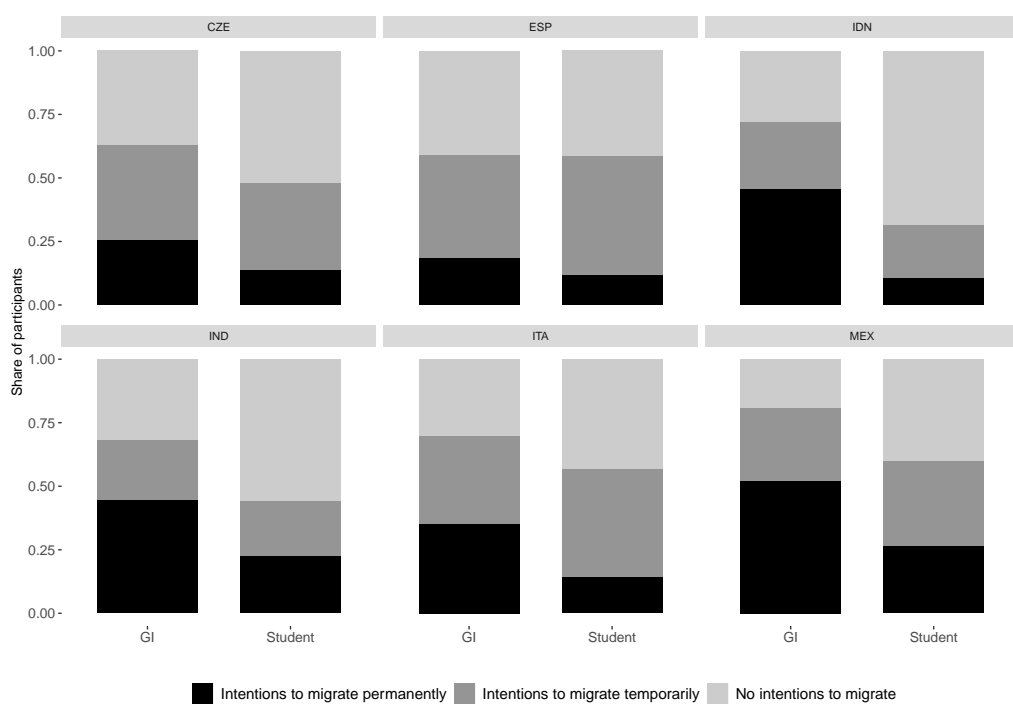 CZE ESP IDN
1.00
0.75
0.50
0.25
0.00
IND ITA MEX
1.00
0.75
0.50
0.25
0.00
Share of participants
GI Student GI Student GI Student
Intentions to migrate permanently Intentions to migrate temporarily No intentions to migrate